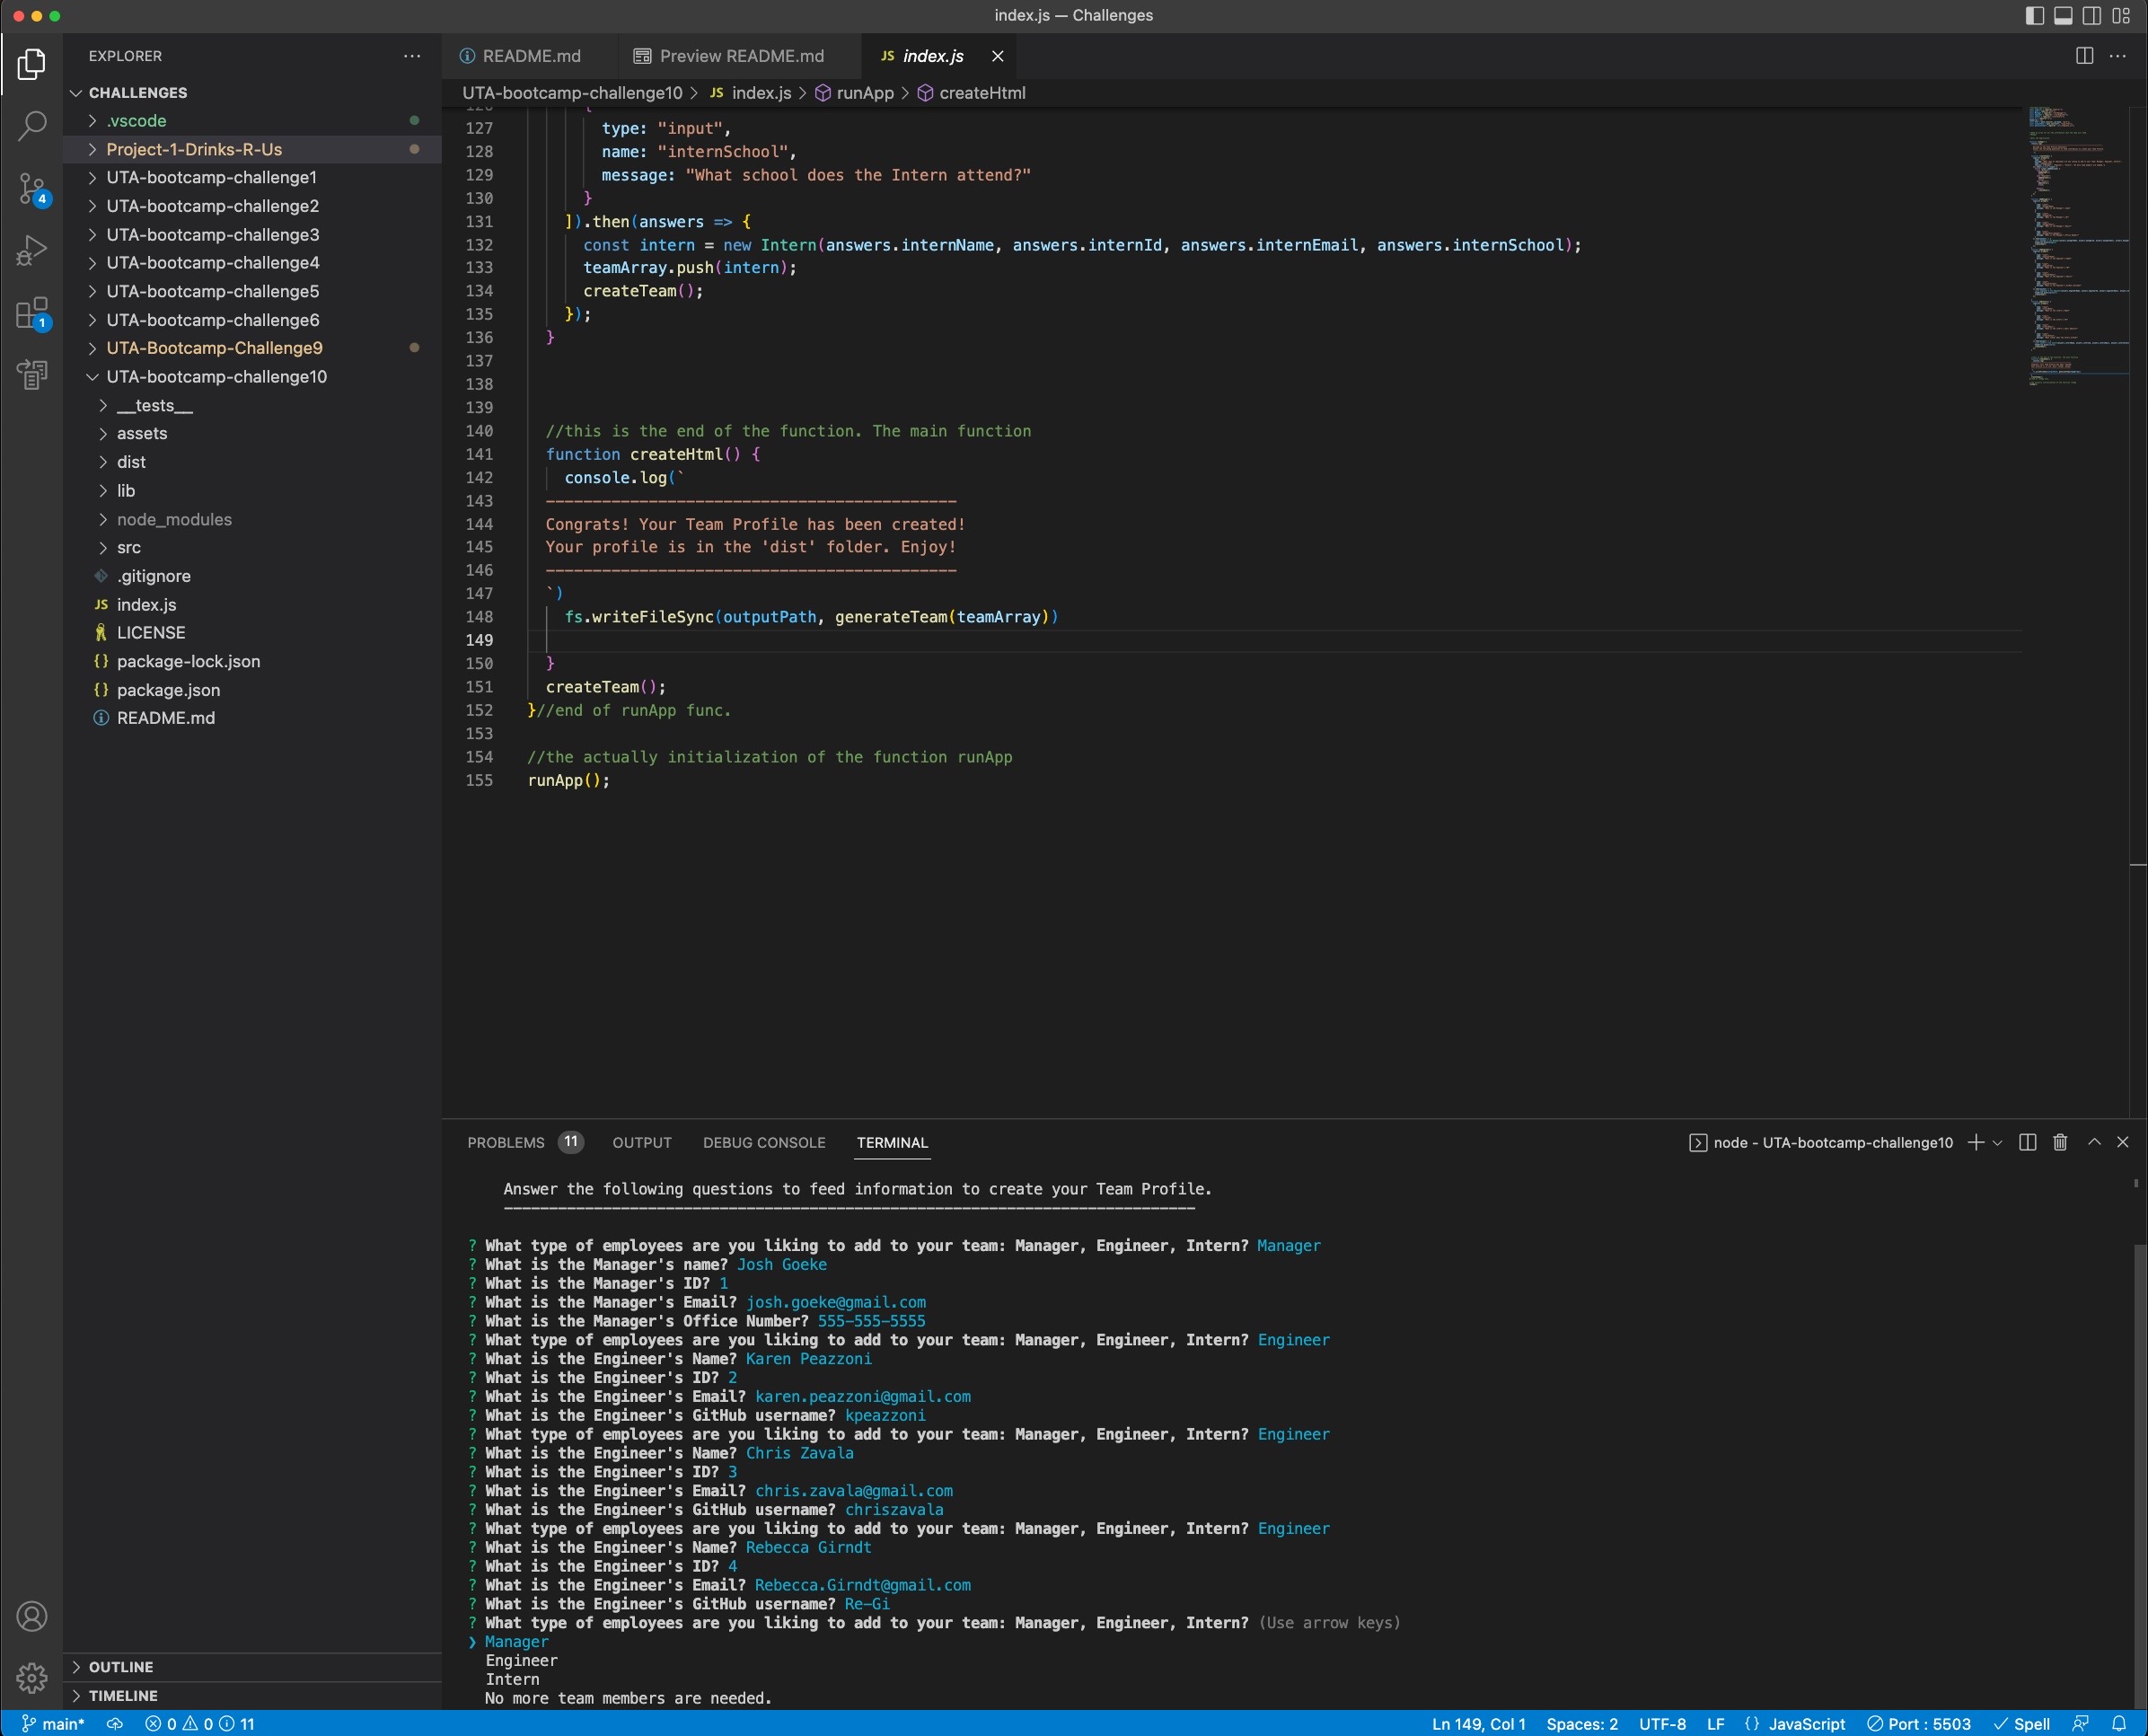 index.js — Challenges
EXPLORER
CHALLENGES
.vscode
Project-1-Drinks-R-Us
UTA-bootcamp-challenge1
UTA-bootcamp-challenge2
UTA-bootcamp-challenge3
UTA-bootcamp-challenge4
UTA-bootcamp-challenge5
UTA-bootcamp-challenge6
UTA-Bootcamp-Challenge9
UTA-bootcamp-challenge10
__tests__
assets
dist
lib
node_modules
src
.gitignore
JS index.js
LICENSE
{} package-lock.json
{} package.json
README.md
OUTLINE
TIMELINE
4
1
README.md
Preview README.md
JS index.js
UTA-bootcamp-challenge10 > JS index.js > runApp > createHtml
126 {
127 type: "input",
128 name: "internSchool",
129 message: "What school does the Intern attend?"
130 }
131 ]).then(answers => {
132 const intern = new Intern(answers.internName, answers.internId, answers.internEmail, answers.internSchool);
133 teamArray.push(intern);
134 createTeam();
135 });
136 }
137
138
139
140 //this is the end of the function. The main function
141 function createHtml() {
142 console.log(`
143 --------------------------------------------
144 Congrats! Your Team Profile has been created!
145 Your profile is in the 'dist' folder. Enjoy!
146 --------------------------------------------
147 `)
148 fs.writeFileSync(outputPath, generateTeam(teamArray))
149
150 }
151 createTeam();
152 }//end of runApp func.
153
154 //the actually initialization of the function runApp
155 runApp();
PROBLEMS 11 OUTPUT DEBUG CONSOLE TERMINAL
node - UTA-bootcamp-challenge10
Answer the following questions to feed information to create your Team Profile.
-----------------------------------------------------------------------------
? What type of employees are you liking to add to your team: Manager, Engineer, Intern? Manager
? What is the Manager's name? Josh Goeke
? What is the Manager's ID? 1
? What is the Manager's Email? josh.goeke@gmail.com
? What is the Manager's Office Number? 555-555-5555
? What type of employees are you liking to add to your team: Manager, Engineer, Intern? Engineer
? What is the Engineer's Name? Karen Peazzoni
? What is the Engineer's ID? 2
? What is the Engineer's Email? karen.peazzoni@gmail.com
? What is the Engineer's GitHub username? kpeazzoni
? What type of employees are you liking to add to your team: Manager, Engineer, Intern? Engineer
? What is the Engineer's Name? Chris Zavala
? What is the Engineer's ID? 3
? What is the Engineer's Email? chris.zavala@gmail.com
? What is the Engineer's GitHub username? chriszavala
? What type of employees are you liking to add to your team: Manager, Engineer, Intern? Engineer
? What is the Engineer's Name? Rebecca Girndt
? What is the Engineer's ID? 4
? What is the Engineer's Email? Rebecca.Girndt@gmail.com
? What is the Engineer's GitHub username? Re-Gi
? What type of employees are you liking to add to your team: Manager, Engineer, Intern? (Use arrow keys)
❯ Manager
Engineer
Intern
No more team members are needed.
main* 0 0 11
Ln 149, Col 1 Spaces: 2 UTF-8 LF {} JavaScript Port : 5503 Spell